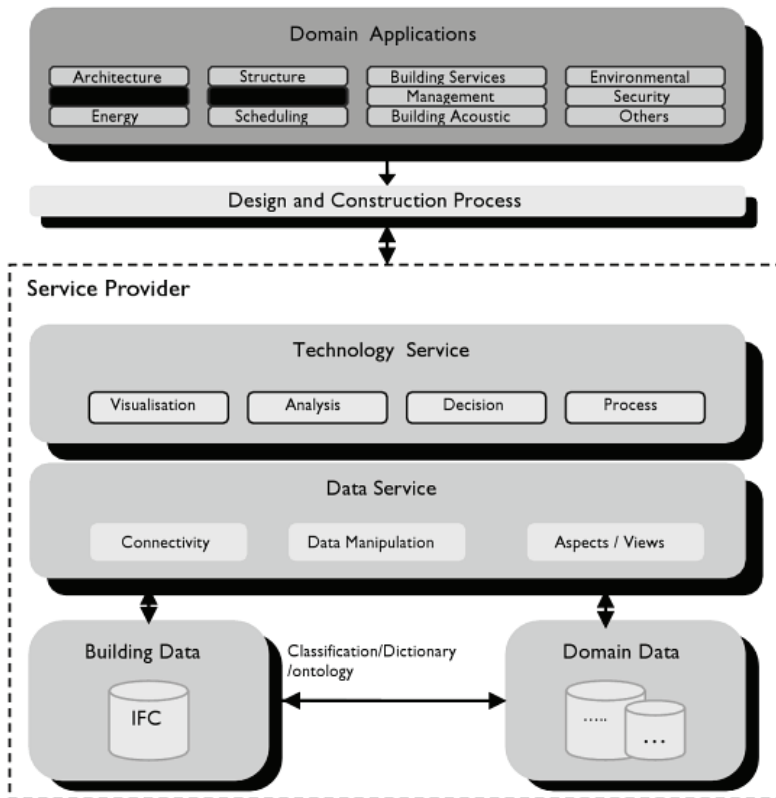 Domain Applications
Architecture
Structure
Building Services
Environmental
Management
Security
Energy
Scheduling
Building Acoustic
Others
Design and Construction Process
Service Provider
Technology Service
Visualisation
Analysis
Decision
Process
Data Service
Connectivity
Data Manipulation
Aspects / Views
Building Data
Classification/Dictionary
/ontology
Domain Data
IFC
.....
...